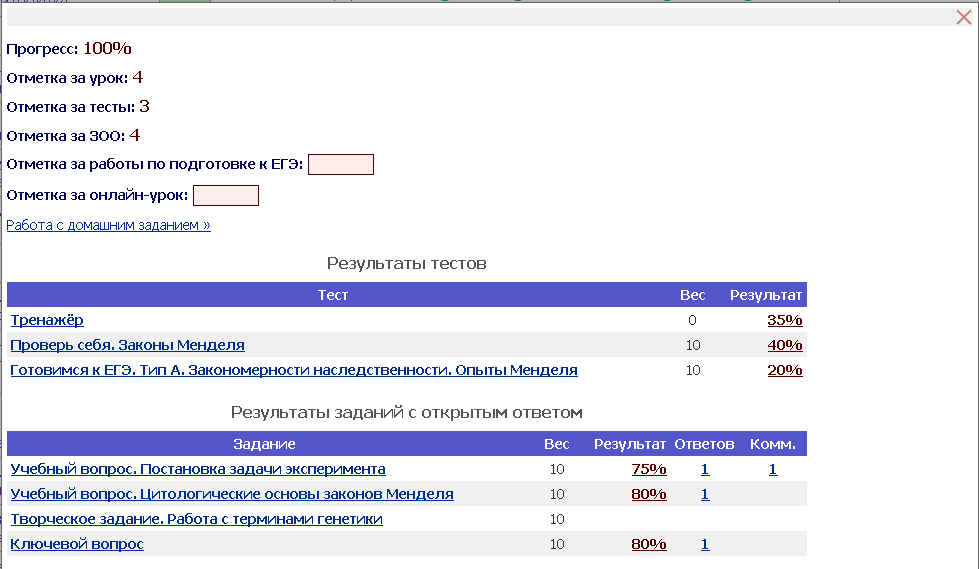 Прогресс: 100%
Отметка за урок: 4
Отметка за тесты: 3
Отметка за ЗОО: 4
Отметка за работы по подготовке к ЕГЭ:
Отметка за онлайн-урок:
Работа с домашним заданием »
Результаты тестов
Тест Вес Результат
Тренажёр 0 35%
Проверь себя. Законы Менделя 10 40%
Готовимся к ЕГЭ. Тип А. Закономерности наследственности. Опыты Менделя 10 20%
Результаты заданий с открытым ответом
Задание Вес Результат Ответов Комм.
Учебный вопрос. Постановка задачи эксперимента 10 75% 1 1
Учебный вопрос. Цитологические основы законов Менделя 10 80% 1
Творческое задание. Работа с терминами генетики 10
Ключевой вопрос 10 80% 1